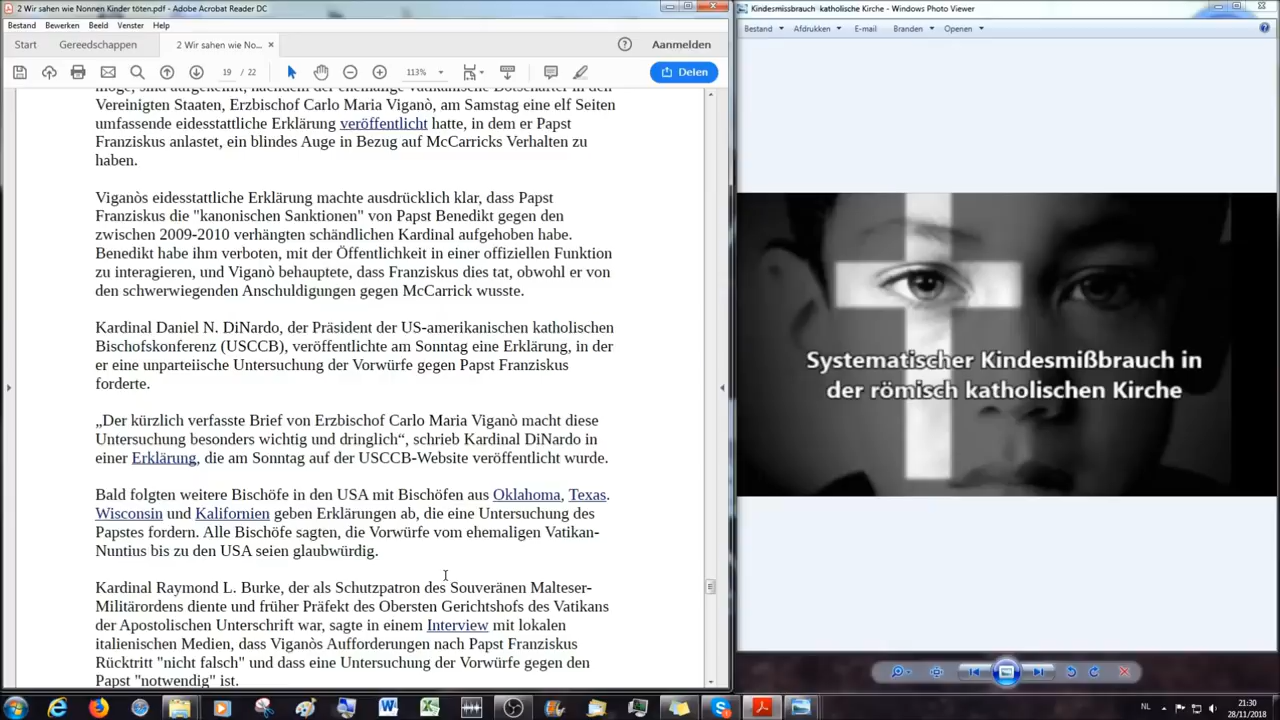 2 Wir sahen wie Nonnen Kinder töten.pdf - Adobe Acrobat Reader DC
Bestand Bewerken Beeld Venster Help
Start Gereedschappen 2 Wir sahen wie No... × Aanmelden
19 / 22 113% Delen
möge, sind aufgekeimt, nachdem der ehemalige vatikanische Botschafter in den
Vereinigten Staaten, Erzbischof Carlo Maria Viganò, am Samstag eine elf Seiten
umfassende eidesstattliche Erklärung veröffentlicht hatte, in dem er Papst
Franziskus anlastet, ein blindes Auge in Bezug auf McCarricks Verhalten zu
haben.
Viganòs eidesstattliche Erklärung machte ausdrücklich klar, dass Papst
Franziskus die "kanonischen Sanktionen" von Papst Benedikt gegen den
zwischen 2009-2010 verhängten schändlichen Kardinal aufgehoben habe.
Benedikt habe ihm verboten, mit der Öffentlichkeit in einer offiziellen Funktion
zu interagieren, und Viganò behauptete, dass Franziskus dies tat, obwohl er von
den schwerwiegenden Anschuldigungen gegen McCarrick wusste.
Kardinal Daniel N. DiNardo, der Präsident der US-amerikanischen katholischen
Bischofskonferenz (USCCB), veröffentlichte am Sonntag eine Erklärung, in der
er eine unparteiische Untersuchung der Vorwürfe gegen Papst Franziskus
forderte.
„Der kürzlich verfasste Brief von Erzbischof Carlo Maria Viganò macht diese
Untersuchung besonders wichtig und dringlich“, schrieb Kardinal DiNardo in
einer Erklärung, die am Sonntag auf der USCCB-Website veröffentlicht wurde.
Bald folgten weitere Bischöfe in den USA mit Bischöfen aus Oklahoma, Texas.
Wisconsin und Kalifornien geben Erklärungen ab, die eine Untersuchung des
Papstes fordern. Alle Bischöfe sagten, die Vorwürfe vom ehemaligen Vatikan-
Nuntius bis zu den USA seien glaubwürdig.
Kardinal Raymond L. Burke, der als Schutzpatron des Souveränen Malteser-
Militärordens diente und früher Präfekt des Obersten Gerichtshofs des Vatikans
der Apostolischen Unterschrift war, sagte in einem Interview mit lokalen
italienischen Medien, dass Viganòs Aufforderungen nach Papst Franziskus
Rücktritt "nicht falsch" und dass eine Untersuchung der Vorwürfe gegen den
Papst "notwendig" ist.
Kindesmissbrauch katholische Kirche - Windows Photo Viewer
Bestand Afdrukken E-mail Branden Openen
Systematischer Kindesmißbrauch in
der römisch katholischen Kirche
NL 21:30
28/11/2018